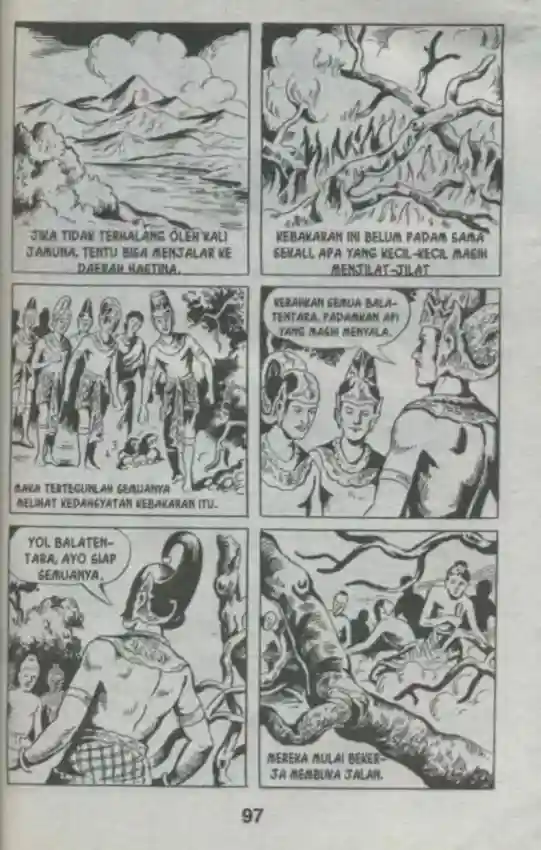 JIKA TIDAK TERHALANG OLEH KALI
JAMUNA, TENTU BISA MENJALAR KE
DAERAH HASTINA.
KEBAKARAN INI BELUM PADAM SAMA
SEKALI, APA YANG KECIL-KECIL MASIH
MENJILAT-JILAT
MAKA TERTEGUNLAH SEMUANYA
MELIHAT KEDAHSYATAN KEBAKARAN ITU.
KERAHKAN SEMUA BALA-
TENTARA. PADAMKAN API
YANG MASIH MENYALA.
YOI, BALATEN-
TARA, AYO SIAP
SEMUANYA.
MEREKA MULAI BEKER-
JA MEMBUKA JALAN.
97